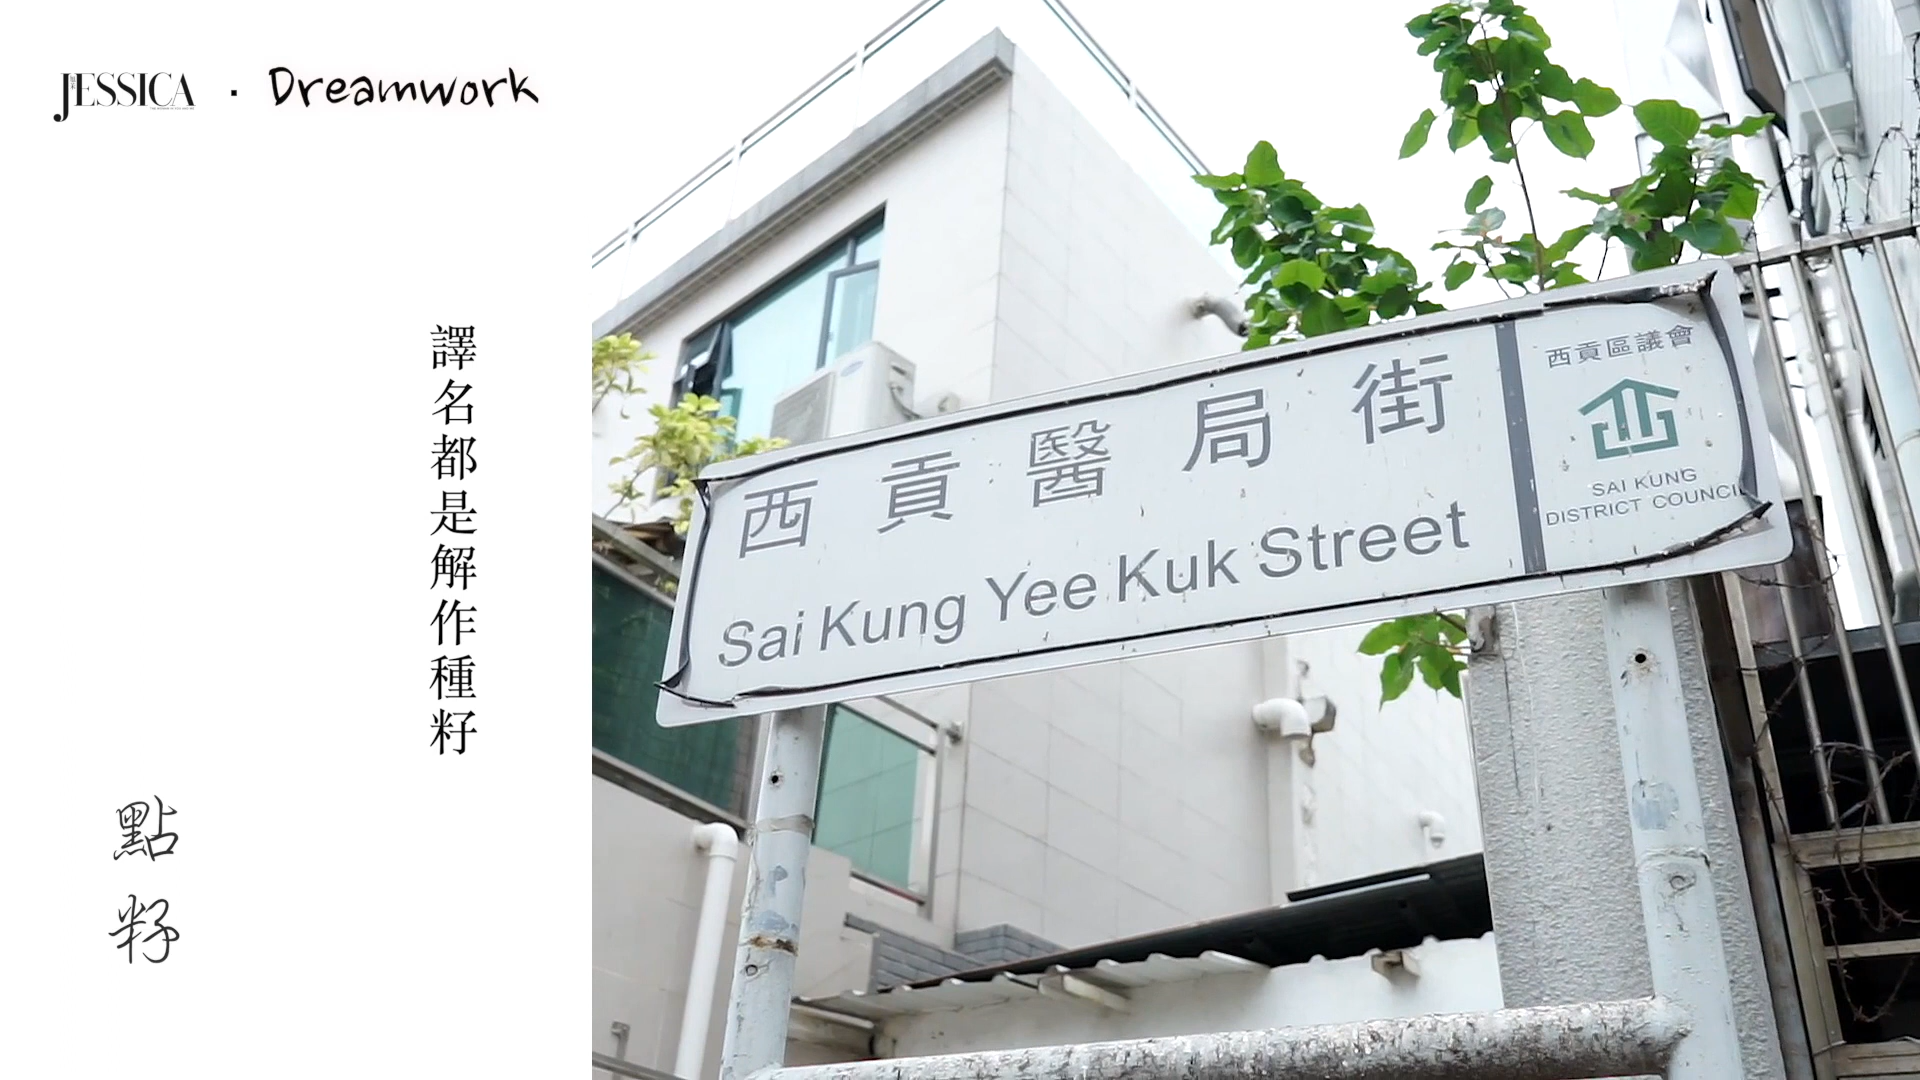 JESSICA · Dreamwork
譯名都是解作種籽
點籽
西貢醫局街
Sai Kung Yee Kuk Street
西貢區議會
SAI KUNG
DISTRICT COUNCIL